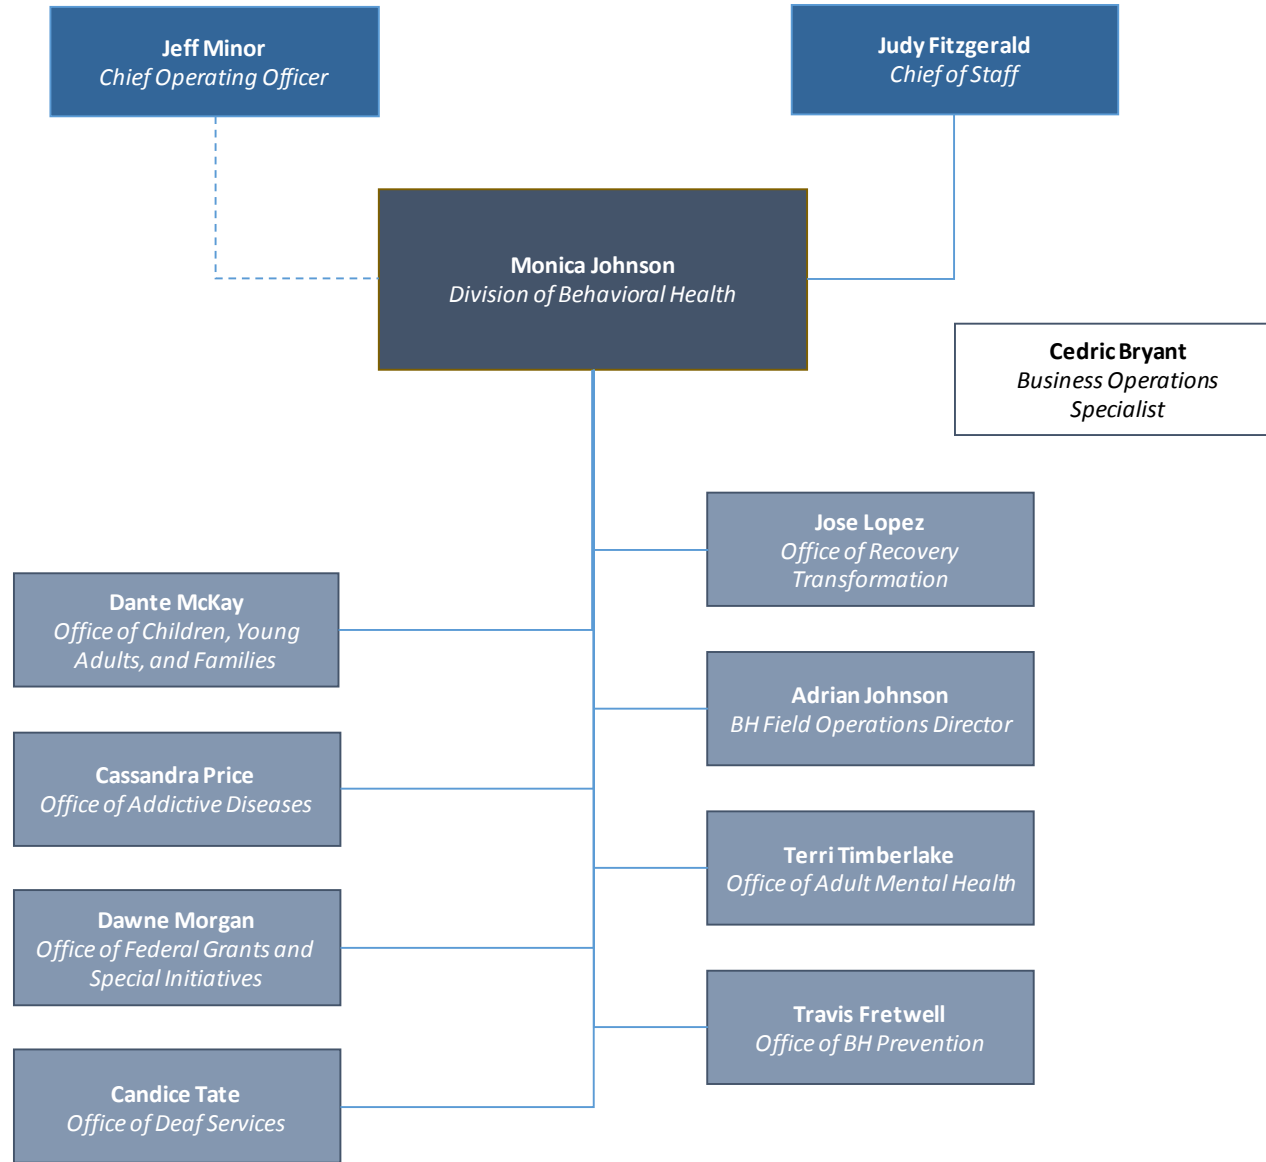 Jeff Minor
Chief Operating Officer
Judy Fitzgerald
Chief of Staff
Monica Johnson
Division of Behavioral Health
Cedric Bryant
Business Operations
Specialist
Jose Lopez
Office of Recovery
Transformation
Dante McKay
Office of Children, Young
Adults, and Families
Adrian Johnson
BH Field Operations Director
Cassandra Price
Office of Addictive Diseases
Terri Timberlake
Office of Adult Mental Health
Dawne Morgan
Office of Federal Grants and
Special Initiatives
Travis Fretwell
Office of BH Prevention
Candice Tate
Office of Deaf Services